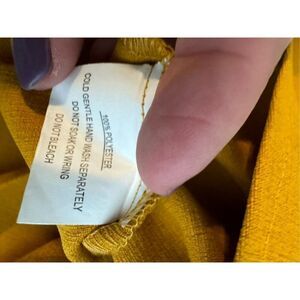 100% POLYESTER
COLD GENTLE HAND WASH SEPARATELY
DO NOT SOAK OR WRING
DO NOT BLEACH